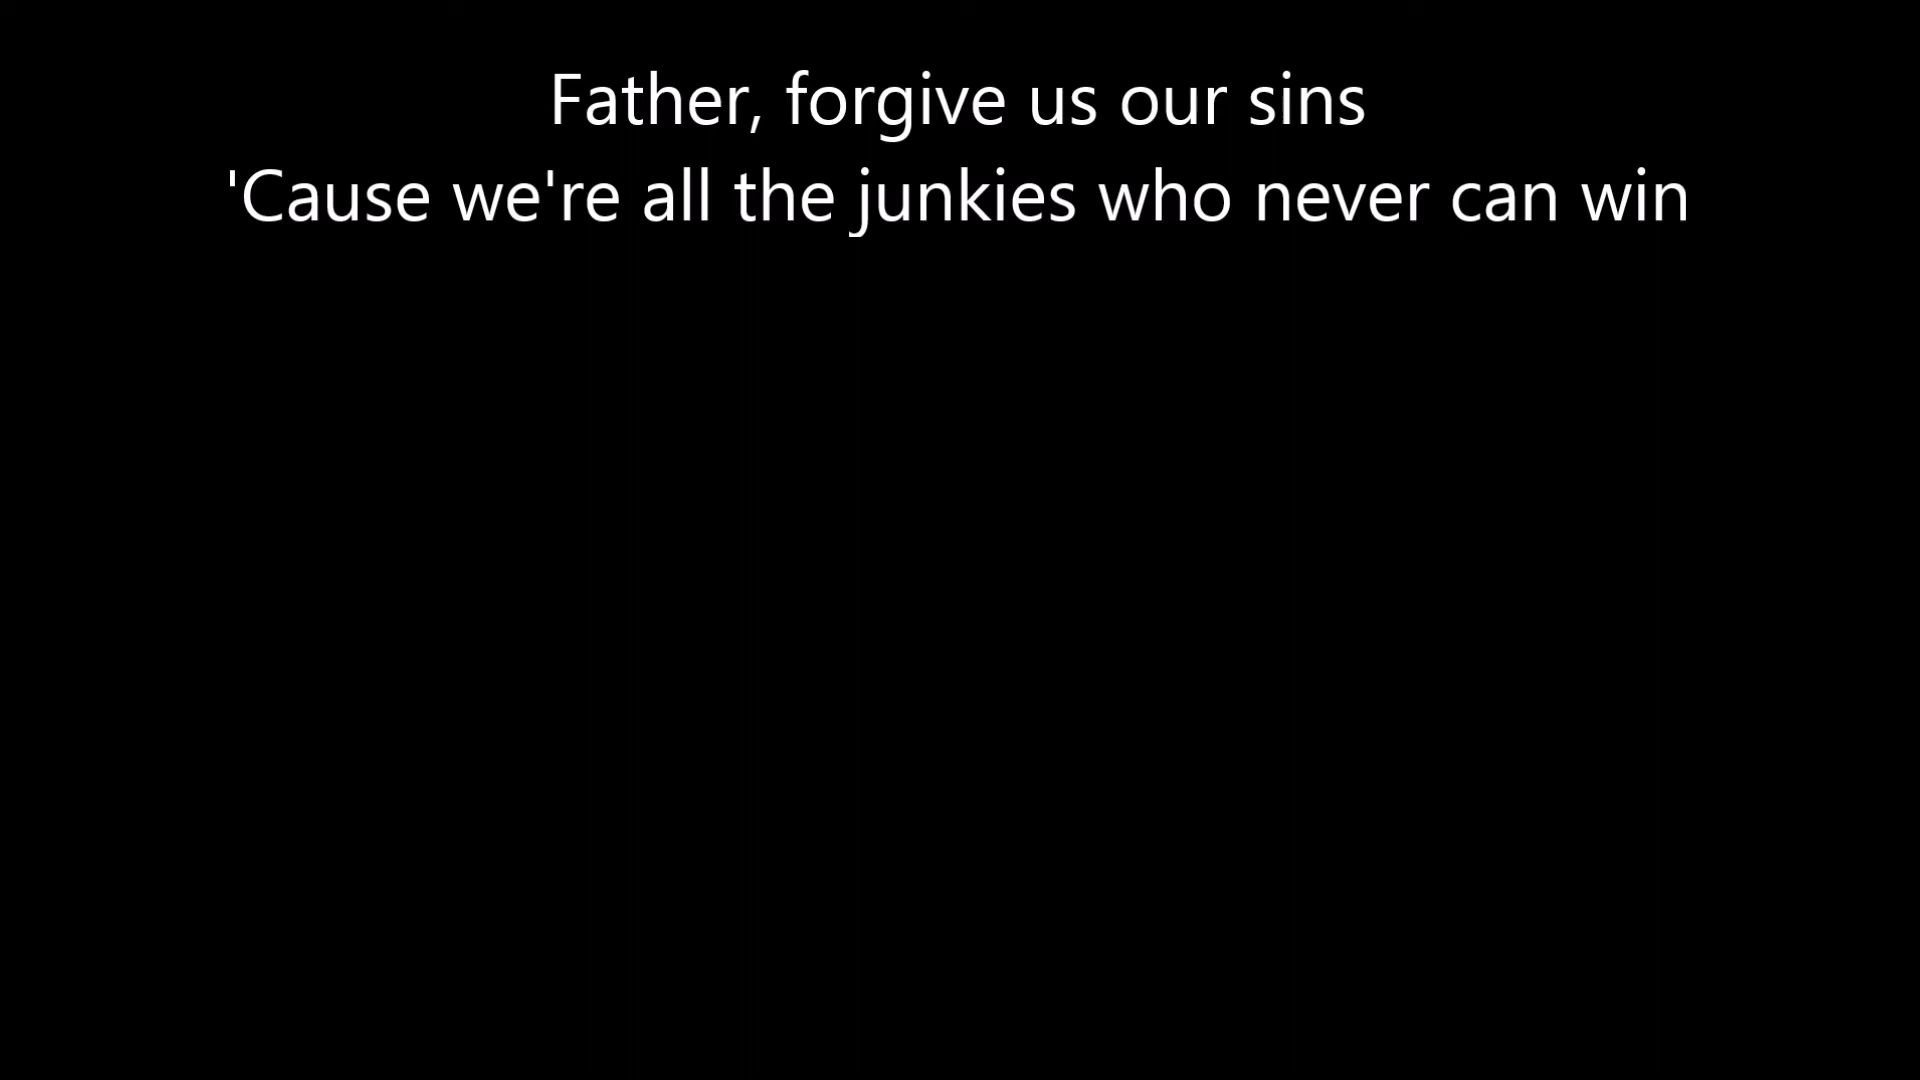 Father, forgive us our sins
'Cause we're all the junkies who never can win